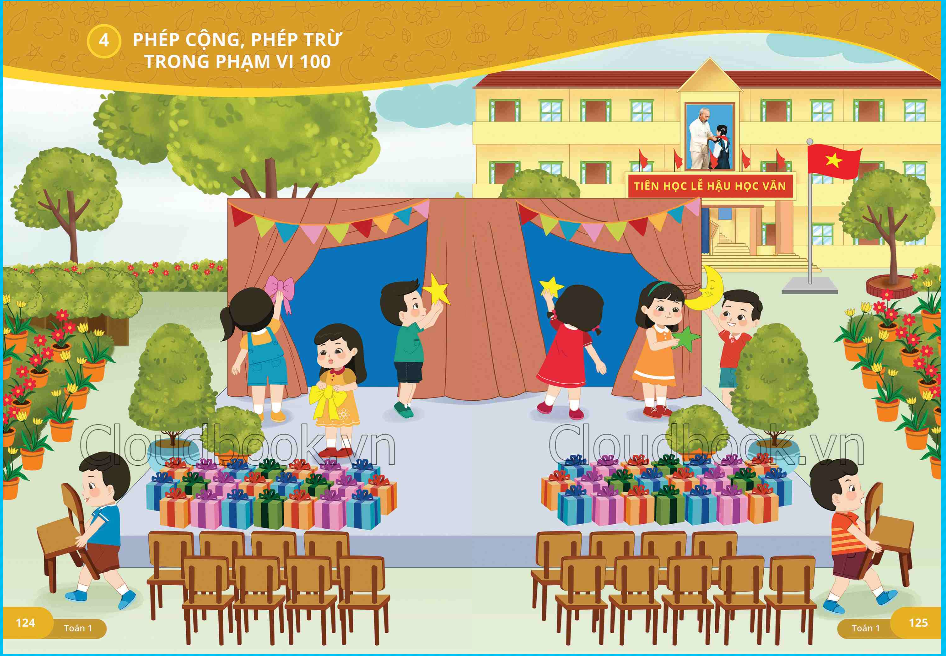 4
PHÉP CỘNG, PHÉP TRỪ
TRONG PHẠM VI 100
TIÊN HỌC LỄ HẬU HỌC VĂN
Cloudbook.vn
Cloudbook.vn
124
Toán 1
Toán 1
125